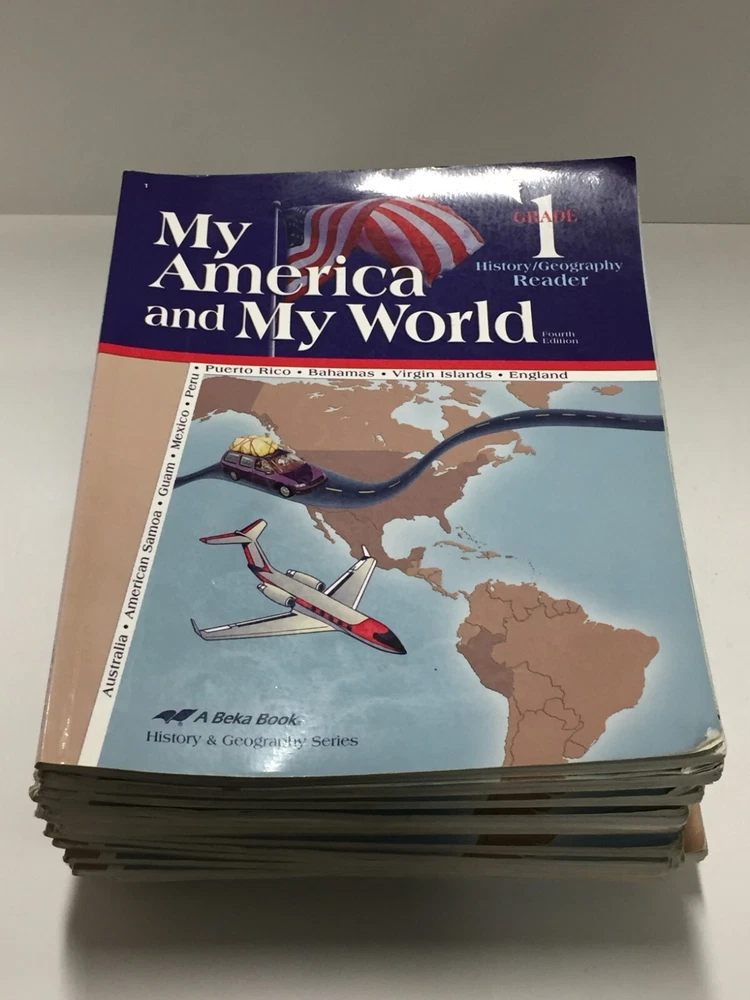 1
My
America
and My World
GRADE
1
History/Geography
Reader
Fourth
Edition
Australia • American Samoa • Guam • Mexico • Peru • Puerto Rico • Bahamas • Virgin Islands • England
A Beka Book
History & Geography Series